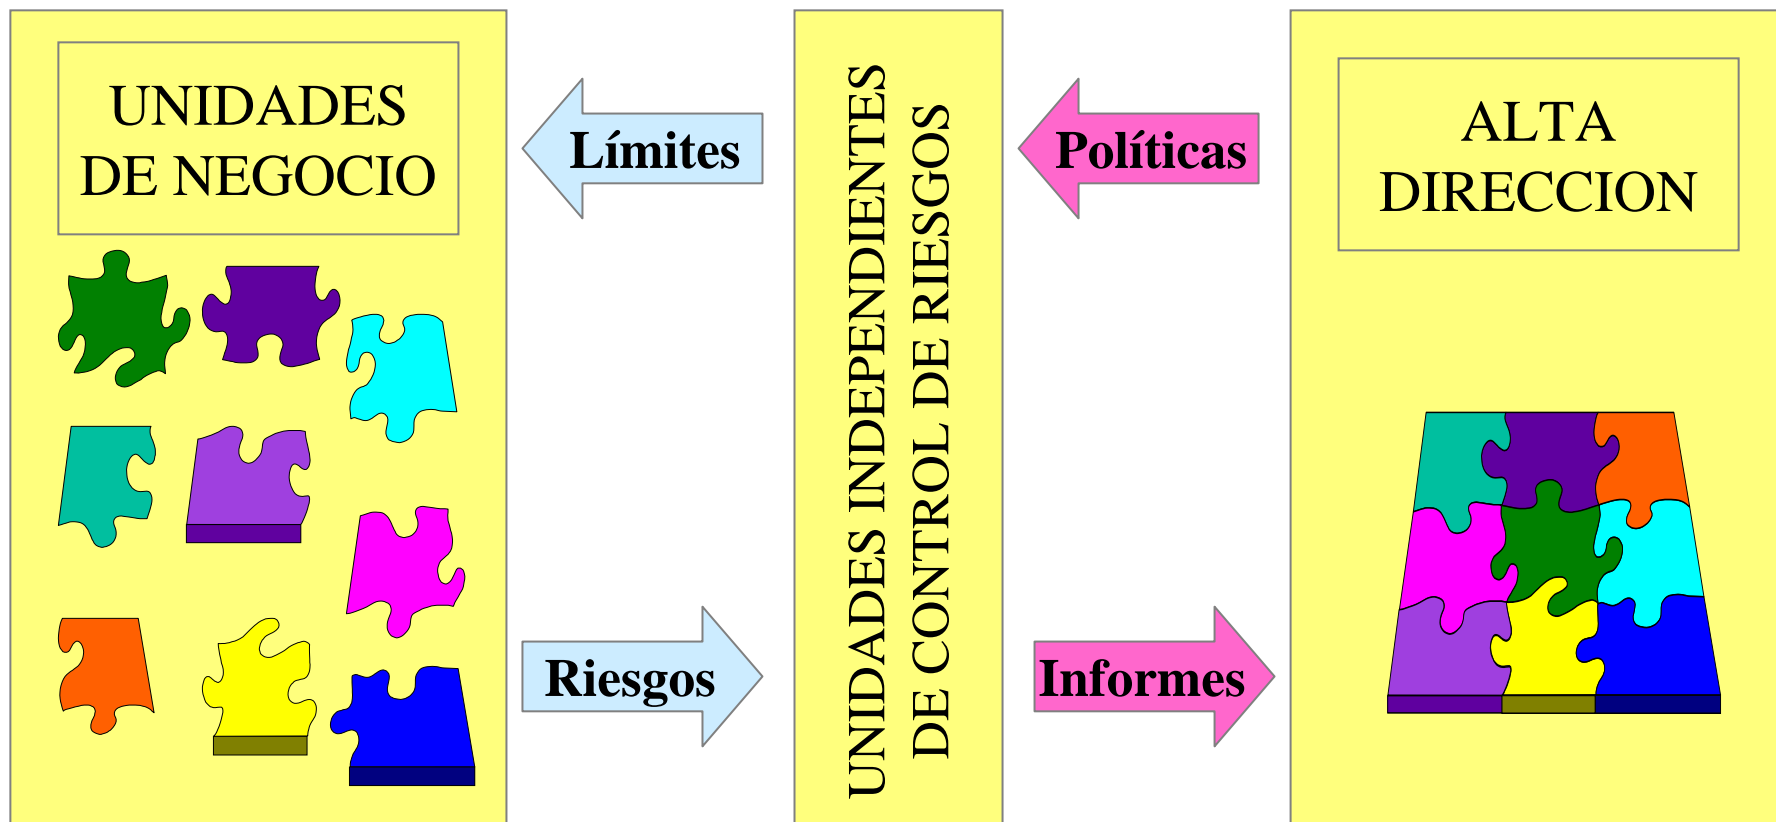 UNIDADES
DE NEGOCIO
Límites
Riesgos
UNIDADES INDEPENDIENTES
DE CONTROL DE RIESGOS
Políticas
Informes
ALTA
DIRECCION